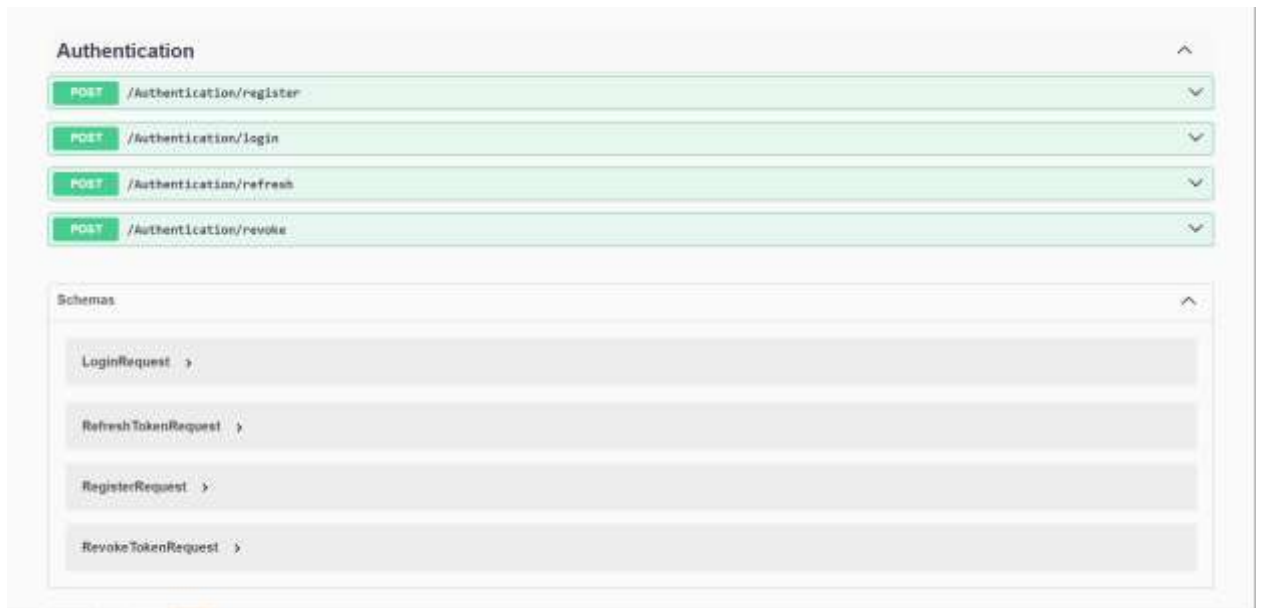 Authentication
POST /Authentication/register
POST /Authentication/login
POST /Authentication/refresh
POST /Authentication/revoke
Schemas
LoginRequest
RefreshTokenRequest
RegisterRequest
RevokeTokenRequest